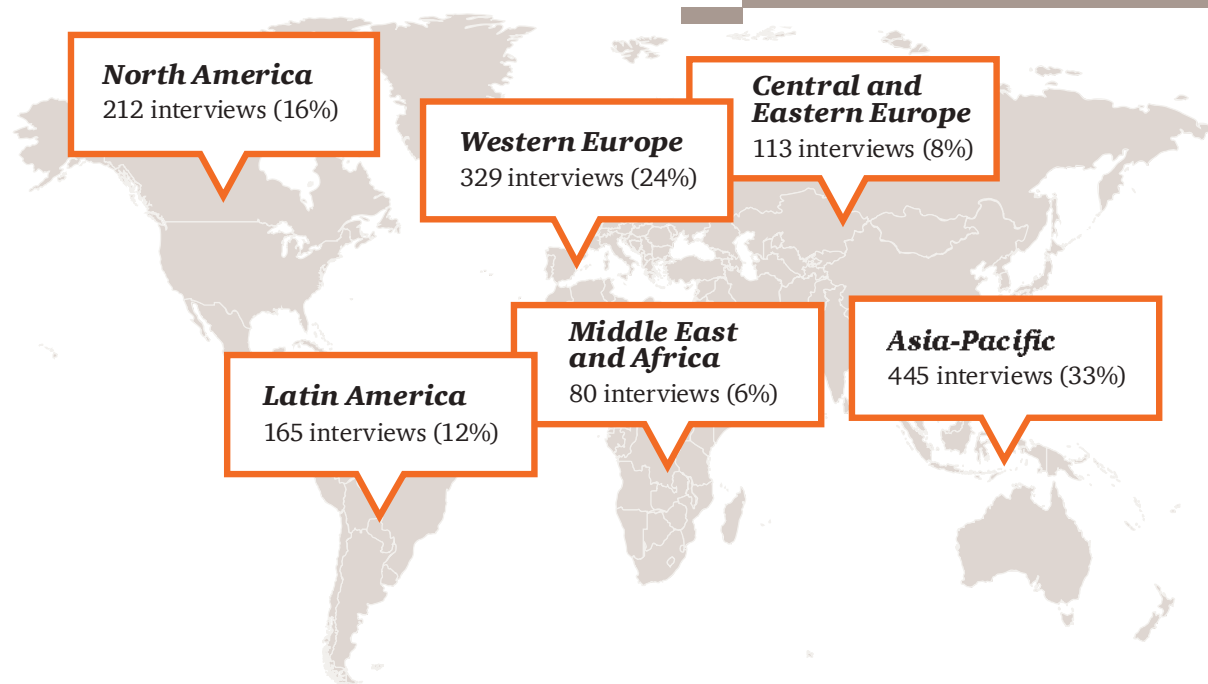 North America
212 interviews (16%)
Western Europe
329 interviews (24%)
Central and
Eastern Europe
113 interviews (8%)
Latin America
165 interviews (12%)
Middle East
and Africa
80 interviews (6%)
Asia-Pacific
445 interviews (33%)